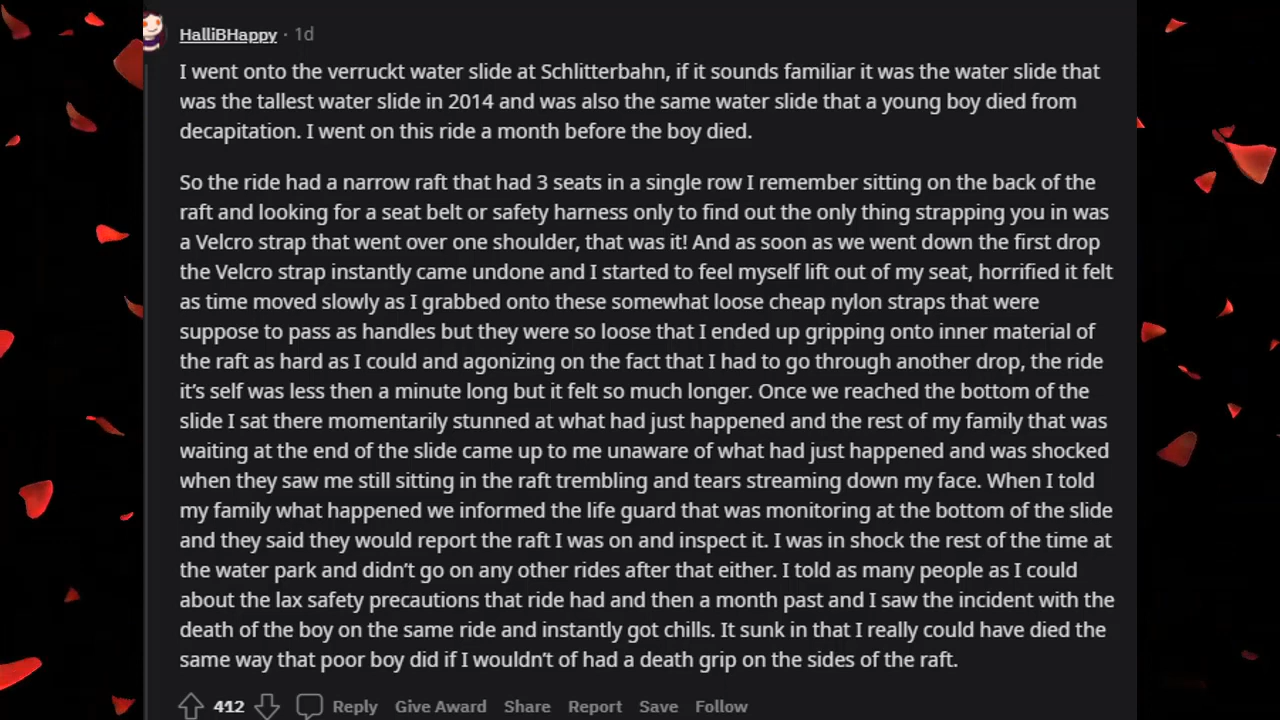 HalliBHappy · 1d
I went onto the verruckt water slide at Schlitterbahn, if it sounds familiar it was the water slide that
was the tallest water slide in 2014 and was also the same water slide that a young boy died from
decapitation. I went on this ride a month before the boy died.
So the ride had a narrow raft that had 3 seats in a single row I remember sitting on the back of the
raft and looking for a seat belt or safety harness only to find out the only thing strapping you in was
a Velcro strap that went over one shoulder, that was it! And as soon as we went down the first drop
the Velcro strap instantly came undone and I started to feel myself lift out of my seat, horrified it felt
as time moved slowly as I grabbed onto these somewhat loose cheap nylon straps that were
suppose to pass as handles but they were so loose that I ended up gripping onto inner material of
the raft as hard as I could and agonizing on the fact that I had to go through another drop, the ride
it’s self was less then a minute long but it felt so much longer. Once we reached the bottom of the
slide I sat there momentarily stunned at what had just happened and the rest of my family that was
waiting at the end of the slide came up to me unaware of what had just happened and was shocked
when they saw me still sitting in the raft trembling and tears streaming down my face. When I told
my family what happened we informed the life guard that was monitoring at the bottom of the slide
and they said they would report the raft I was on and inspect it. I was in shock the rest of the time at
the water park and didn’t go on any other rides after that either. I told as many people as I could
about the lax safety precautions that ride had and then a month past and I saw the incident with the
death of the boy on the same ride and instantly got chills. It sunk in that I really could have died the
same way that poor boy did if I wouldn’t of had a death grip on the sides of the raft.
412 Reply Give Award Share Report Save Follow